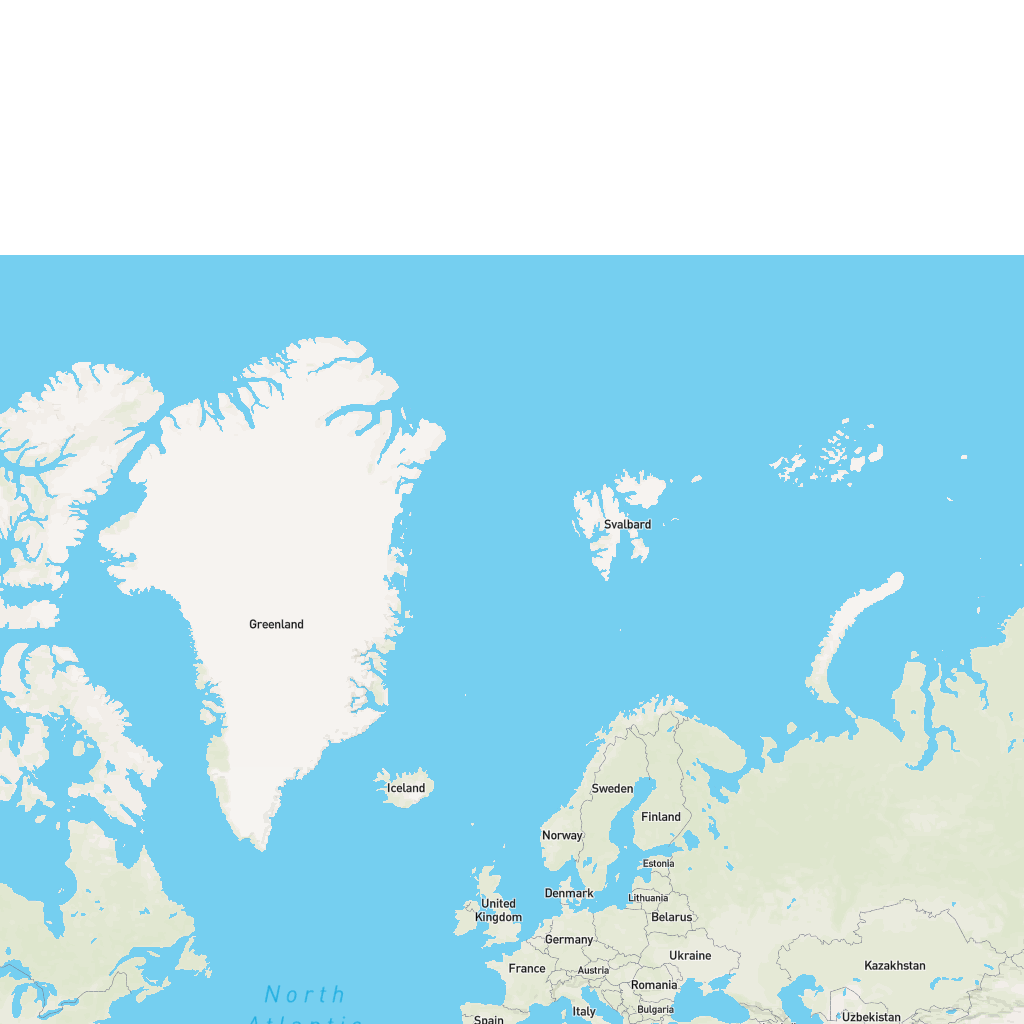 Svalbard
Greenland
Iceland
Sweden
Finland
Norway
Estonia
Denmark
Lithuania
United
Kingdom
Belarus
Germany
Ukraine
France
Austria
Kazakhstan
Romania
North
Atlantic
Italy
Bulgaria
Spain
Uzbekistan